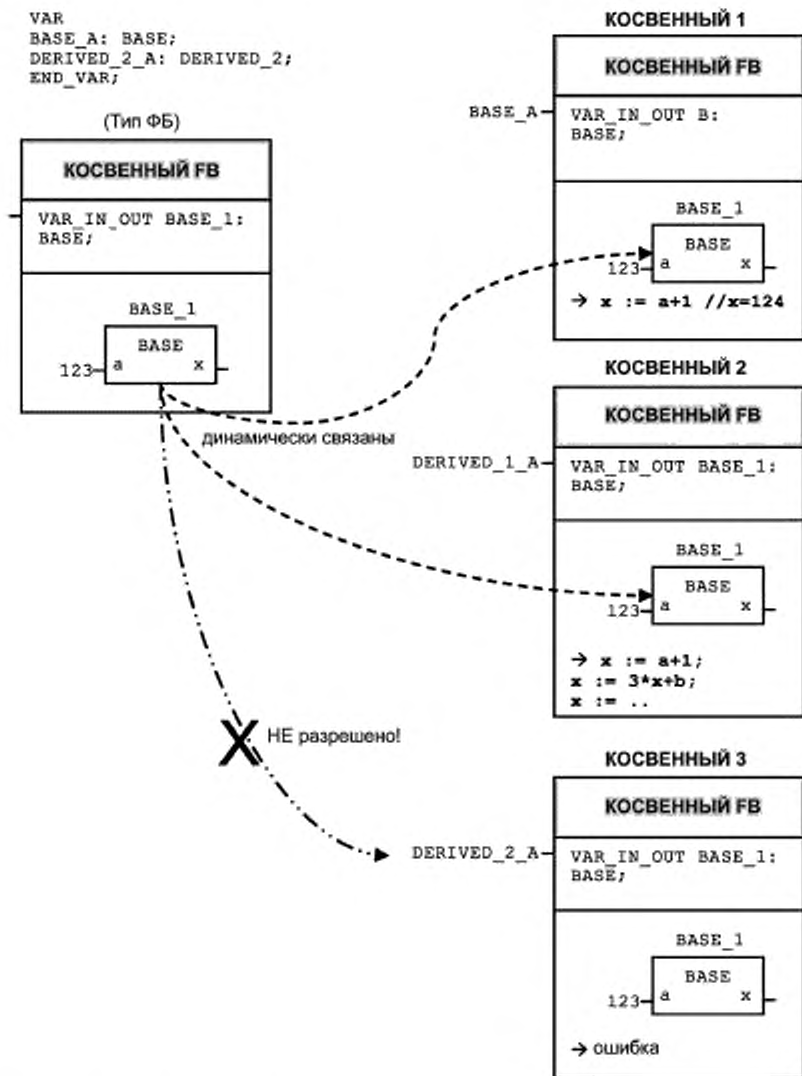 VAR
BASE_A: BASE;
DERIVED_2_A: DERIVED_2;
END_VAR;
(Тип ФБ)
КОСВЕННЫЙ FB
VAR_IN_OUT BASE_1:
BASE;
BASE_1
BASE
123
a
x
динамически связаны
НЕ разрешено!
КОСВЕННЫЙ 1
КОСВЕННЫЙ FB
BASE_A
VAR_IN_OUT B:
BASE;
BASE_1
BASE
123
a
x
→ x := a+1 //x=124
КОСВЕННЫЙ 2
КОСВЕННЫЙ FB
DERIVED_1_A
VAR_IN_OUT BASE_1:
BASE;
BASE_1
BASE
123
a
x
→ x := a+1;
x := 3*x+b;
x := ..
КОСВЕННЫЙ 3
КОСВЕННЫЙ FB
DERIVED_2_A
VAR_IN_OUT BASE_1:
BASE;
BASE_1
BASE
123
a
x
→ ошибка